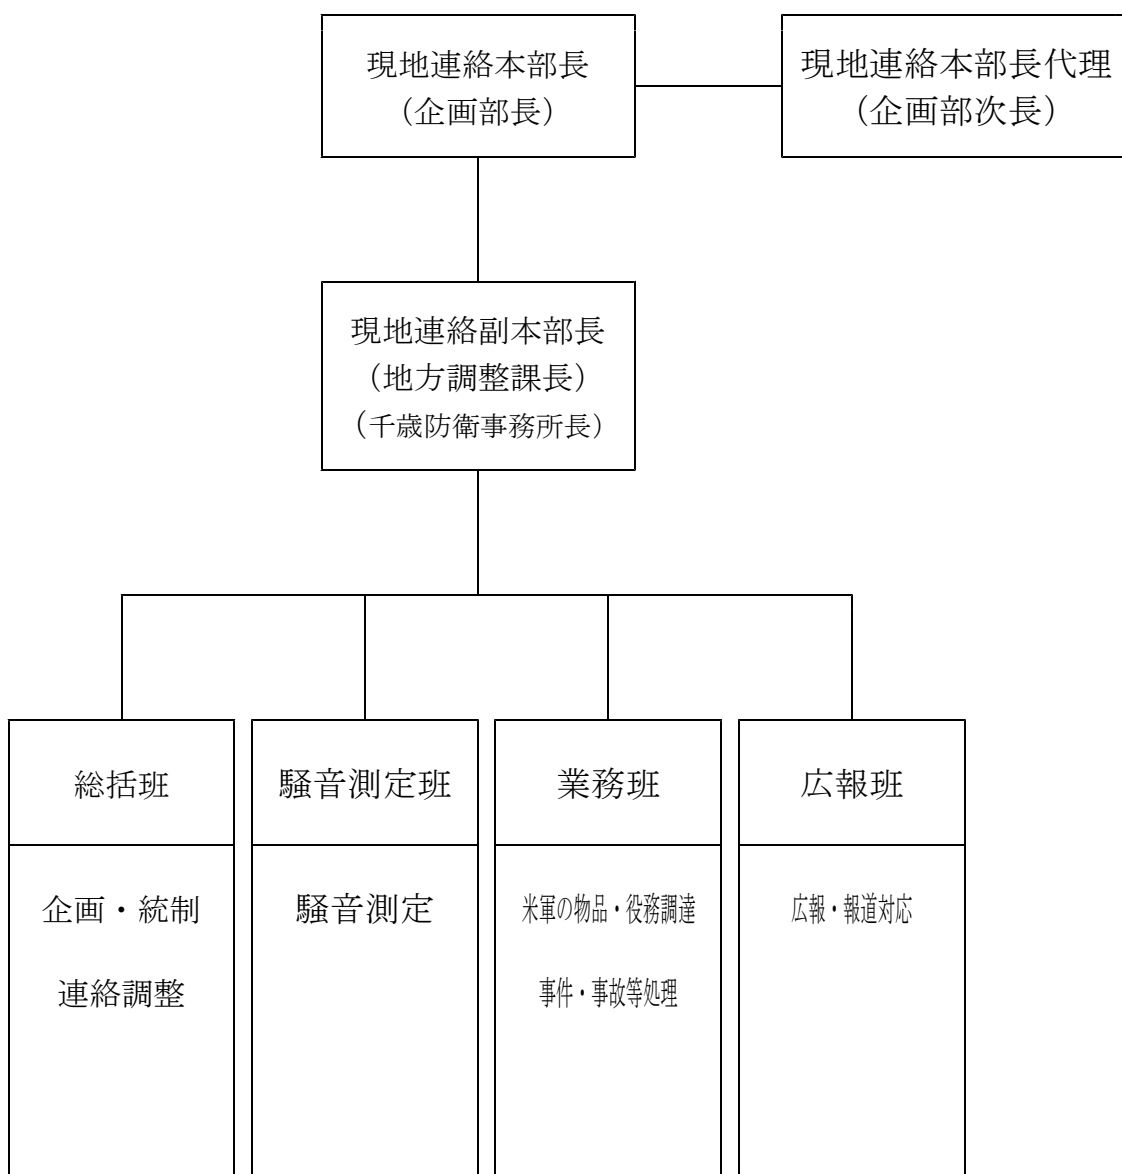 現地連絡本部長
（企画部長）
現地連絡本部長代理
（企画部次長）
現地連絡副本部長
（地方調整課長）
（千歳防衛事務所長）
総括班
企画・統制
連絡調整
騒音測定班
騒音測定
業務班
米軍の物品・役務調達
事件・事故等処理
広報班
広報・報道対応